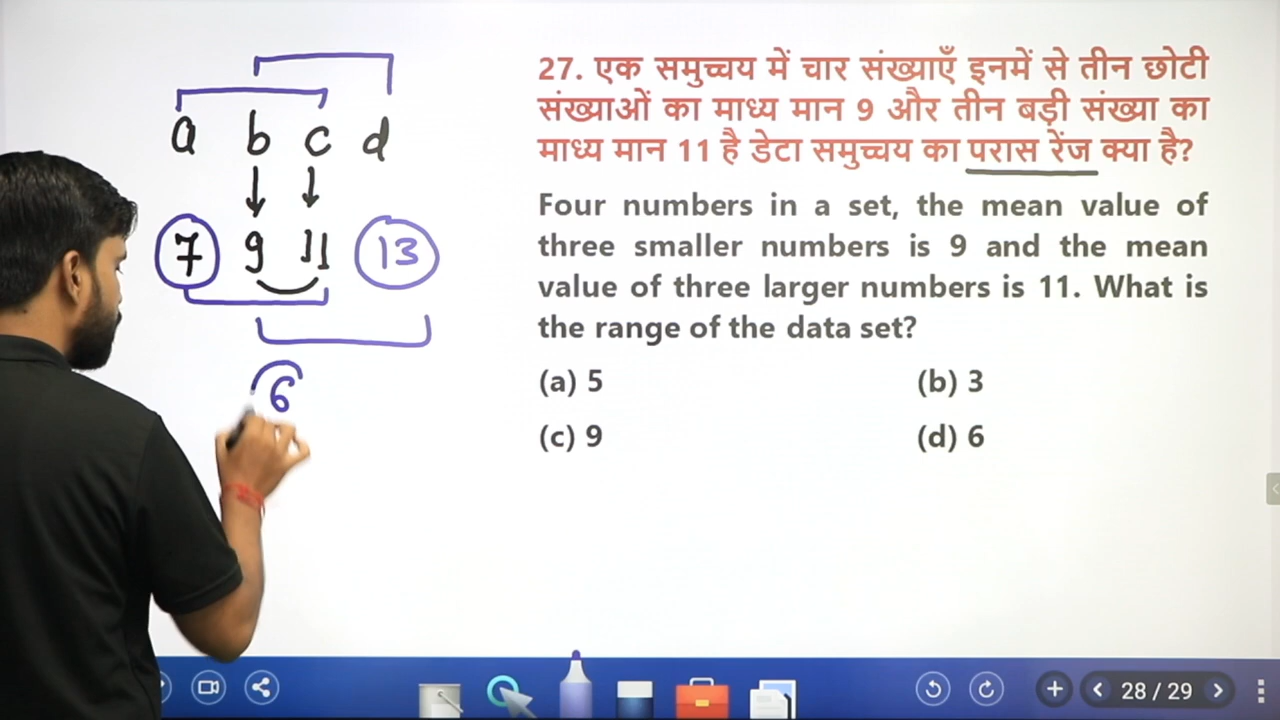 a b c d
7 9 11 13
6
27. एक समुच्चय में चार संख्याएँ इनमें से तीन छोटी
संख्याओं का माध्य मान 9 और तीन बड़ी संख्या का
माध्य मान 11 है डेटा समुच्चय का परास रेंज क्या है?
Four numbers in a set, the mean value of
three smaller numbers is 9 and the mean
value of three larger numbers is 11. What is
the range of the data set?
(a) 5 (b) 3
(c) 9 (d) 6
28 / 29